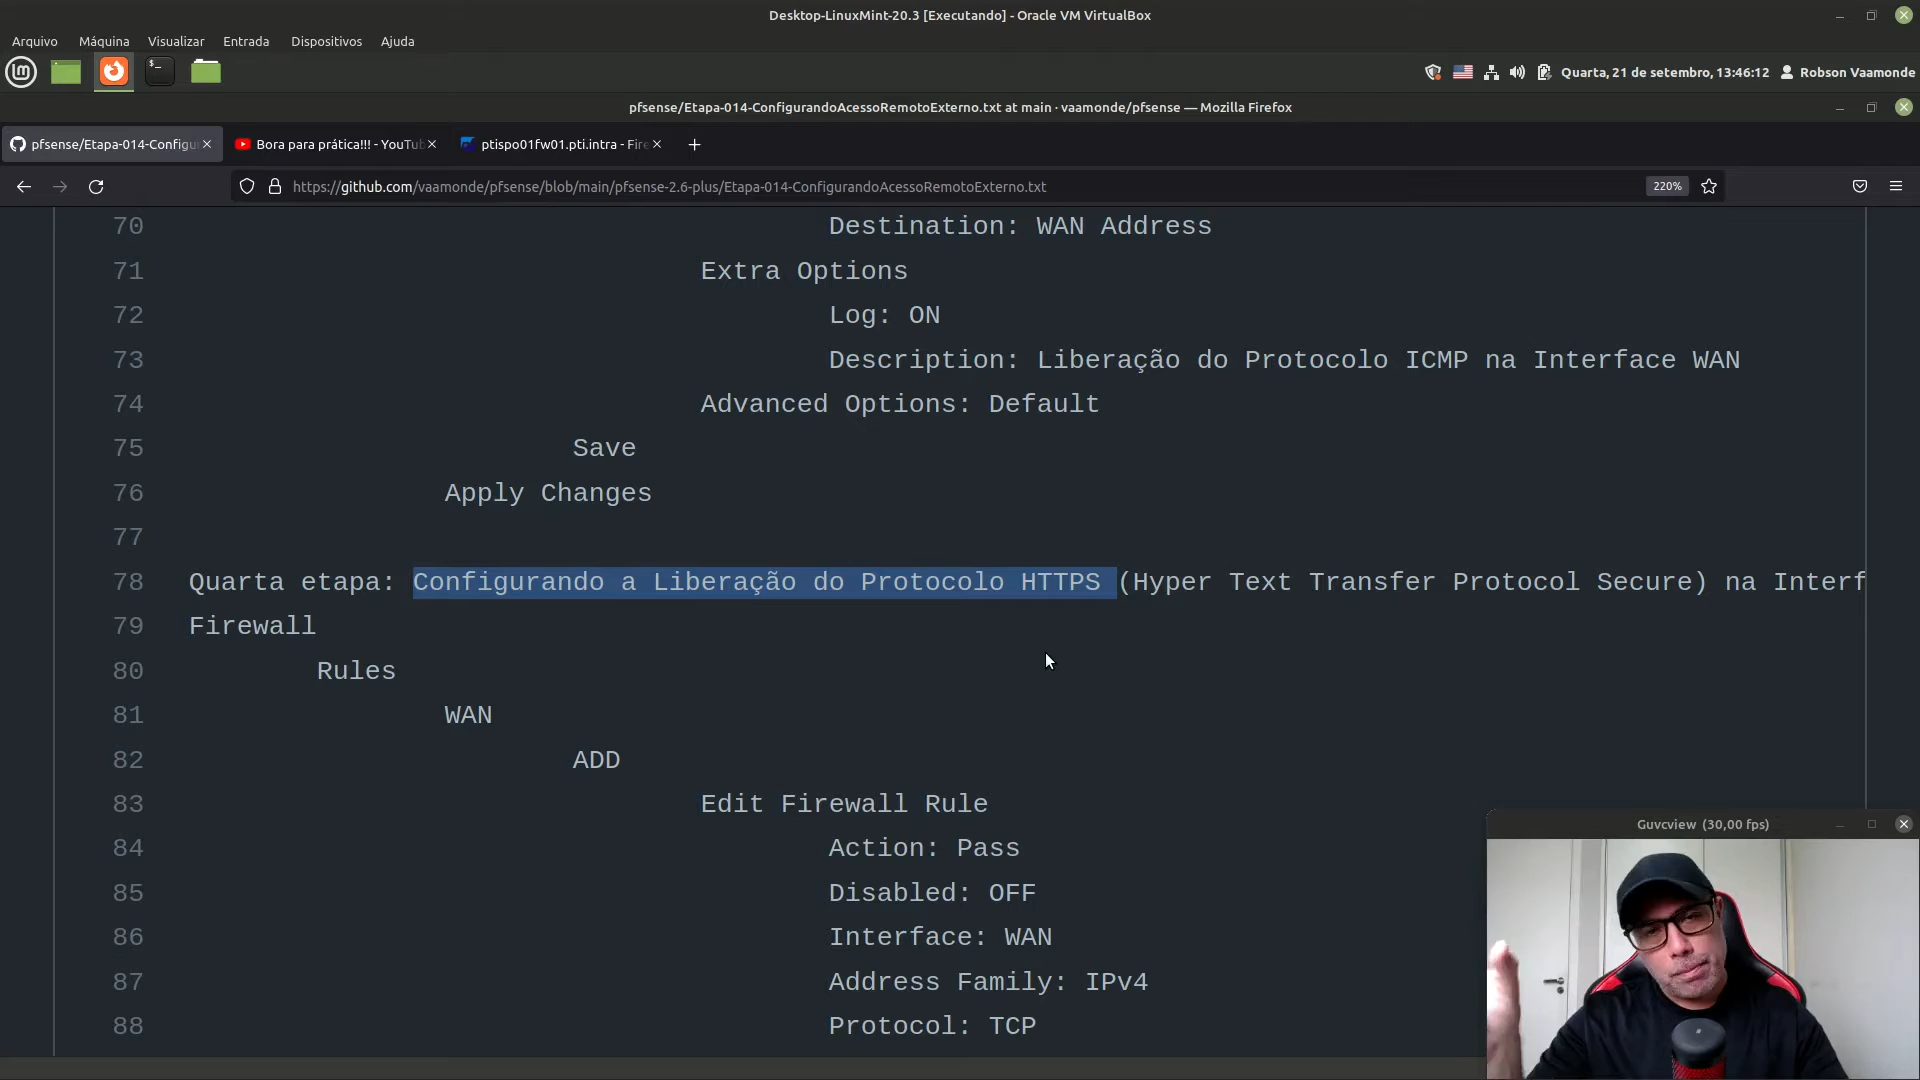 Desktop-LinuxMint-20.3 [Executando] - Oracle VM VirtualBox
Arquivo Máquina Visualizar Entrada Dispositivos Ajuda
Quarta, 21 de setembro, 13:46:12 Robson Vaamonde
pfsense/Etapa-014-ConfigurandoAcessoRemotoExterno.txt at main · vaamonde/pfsense — Mozilla Firefox
pfsense/Etapa-014-Configu Bora para prática!!! - YouTu ptispo01fw01.pti.intra - Fire
https://github.com/vaamonde/pfsense/blob/main/pfsense-2.6-plus/Etapa-014-ConfigurandoAcessoRemotoExterno.txt 220%
70 Destination: WAN Address
71 Extra Options
72 Log: ON
73 Description: Liberação do Protocolo ICMP na Interface WAN
74 Advanced Options: Default
75 Save
76 Apply Changes
77
78 Quarta etapa: Configurando a Liberação do Protocolo HTTPS (Hyper Text Transfer Protocol Secure) na Interf
79 Firewall
80 Rules
81 WAN
82 ADD
83 Edit Firewall Rule
84 Action: Pass
85 Disabled: OFF
86 Interface: WAN
87 Address Family: IPv4
88 Protocol: TCP
Guvcview (30,00 fps)